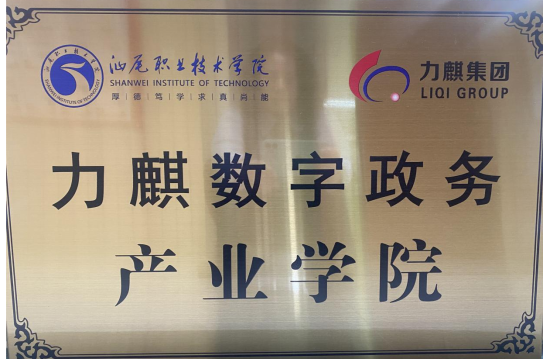 汕尾职业技术学院
SHANWEI INSTITUTE OF TECHNOLOGY
厚｜德｜笃｜学｜求｜真｜尚｜能
力麒集团
LIQI GROUP
力麒数字政务
产业学院